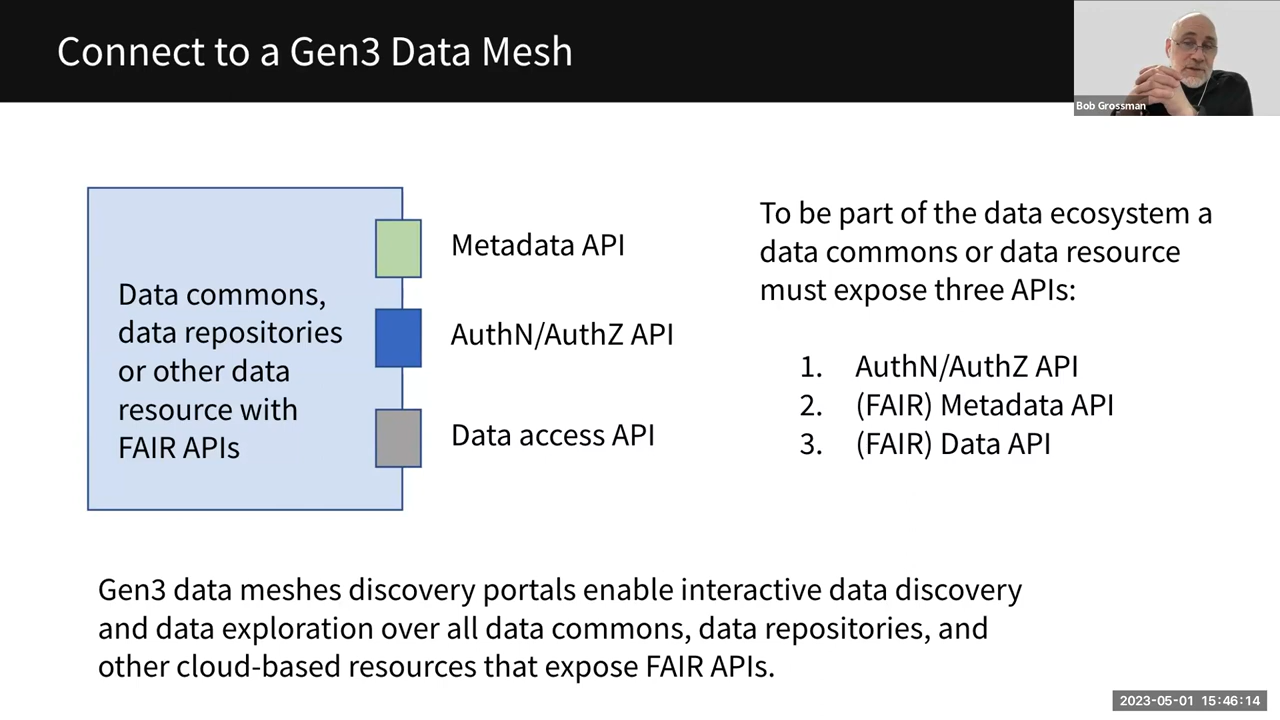 Connect to a Gen3 Data Mesh
Bob Grossman
Data commons,
data repositories
or other data
resource with
FAIR APIs
Metadata API
AuthN/AuthZ API
Data access API
To be part of the data ecosystem a
data commons or data resource
must expose three APIs:
1. AuthN/AuthZ API
2. (FAIR) Metadata API
3. (FAIR) Data API
Gen3 data meshes discovery portals enable interactive data discovery
and data exploration over all data commons, data repositories, and
other cloud-based resources that expose FAIR APIs.
2023-05-01 15:46:14